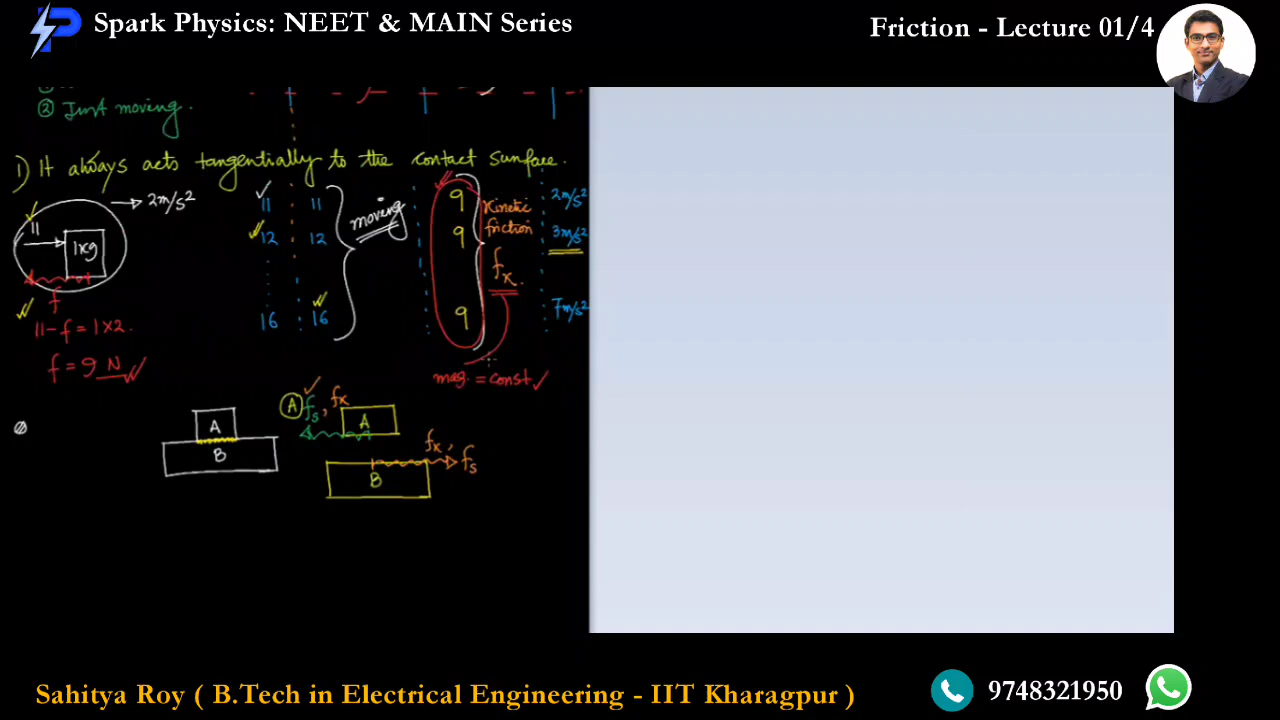 Spark Physics: NEET & MAIN Series
Friction - Lecture 01/4
② Just moving.
1) It always acts tangentially to the contact surface.
→ 2m/s²
11
1kg
f
11-f = 1×2.
f = 9 N
11 11
12 12
16 16
moving
9
9
9
Kinetic
friction
fk.
2m/s²
3m/s²
7m/s²
mag. = const
A
B
A fs, fk
A
fk, fs
B
Sahitya Roy ( B.Tech in Electrical Engineering - IIT Kharagpur )
9748321950